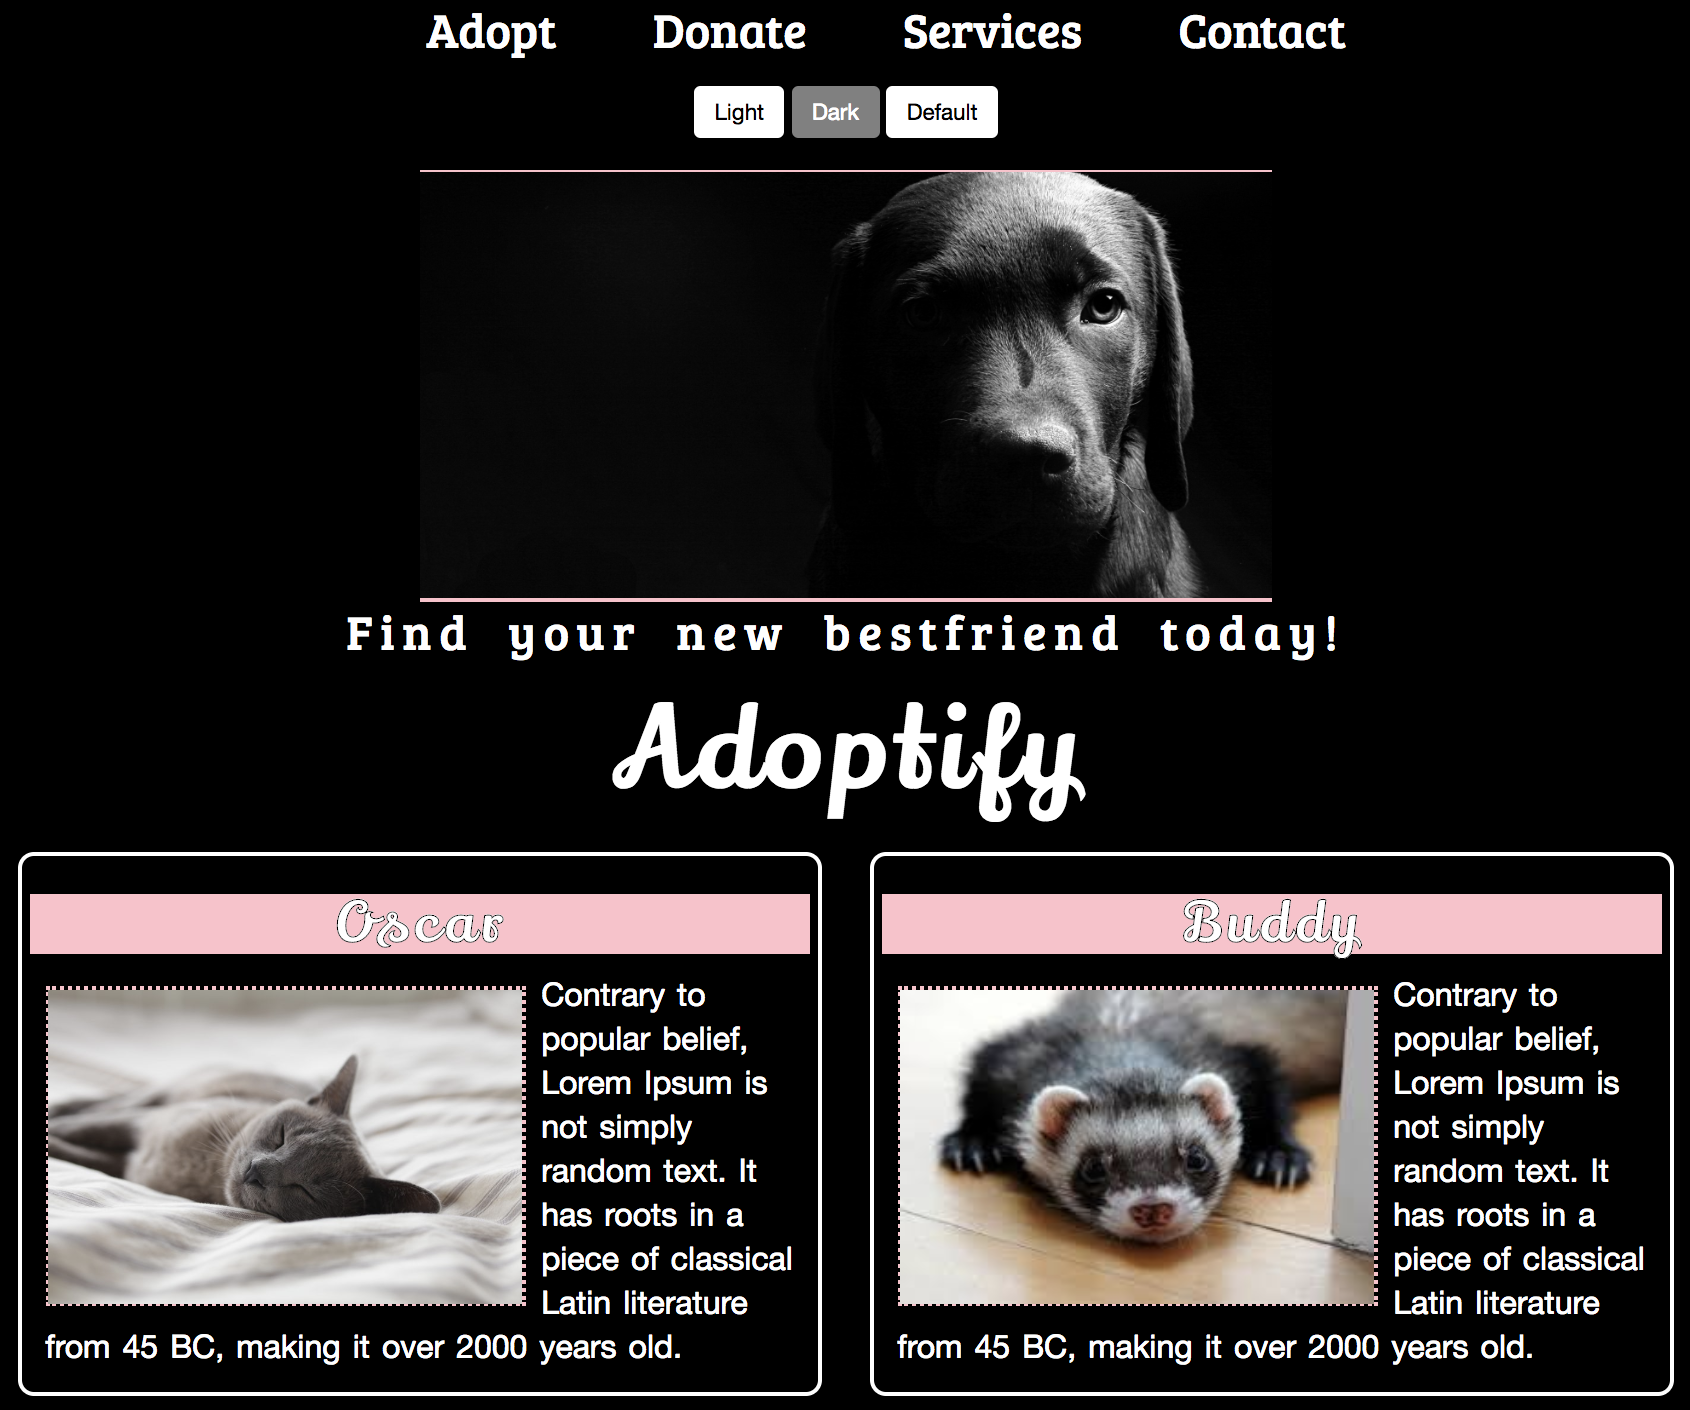 Adopt Donate Services Contact
Light Dark Default
Find your new bestfriend today!
Adoptify
Oscar
Contrary to
popular belief,
Lorem Ipsum is
not simply
random text. It
has roots in a
piece of classical
Latin literature
from 45 BC, making it over 2000 years old.
Buddy
Contrary to
popular belief,
Lorem Ipsum is
not simply
random text. It
has roots in a
piece of classical
Latin literature
from 45 BC, making it over 2000 years old.